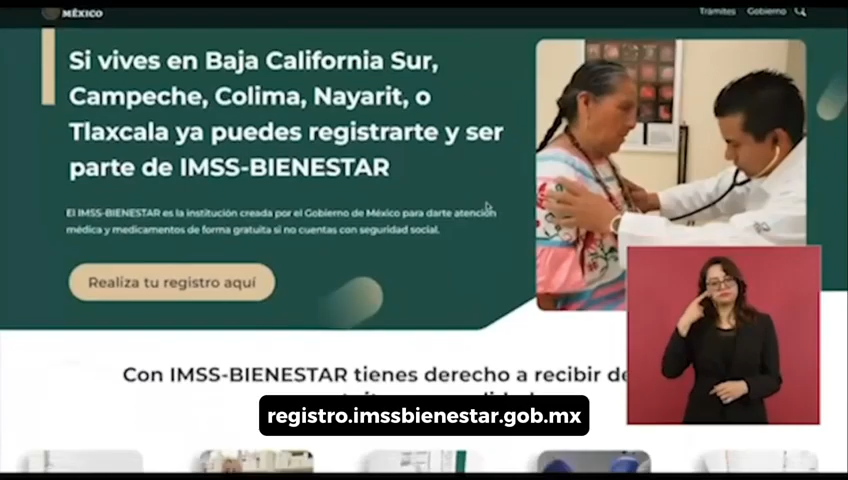 MÉXICO
Trámites Gobierno
Si vives en Baja California Sur,
Campeche, Colima, Nayarit, o
Tlaxcala ya puedes registrarte y ser
parte de IMSS-BIENESTAR
El IMSS-BIENESTAR es la institución creada por el Gobierno de México para darte atención
médica y medicamentos de forma gratuita si no cuentas con seguridad social.
Realiza tu registro aquí
Con IMSS-BIENESTAR tienes derecho a recibir de
registro.imssbienestar.gob.mx